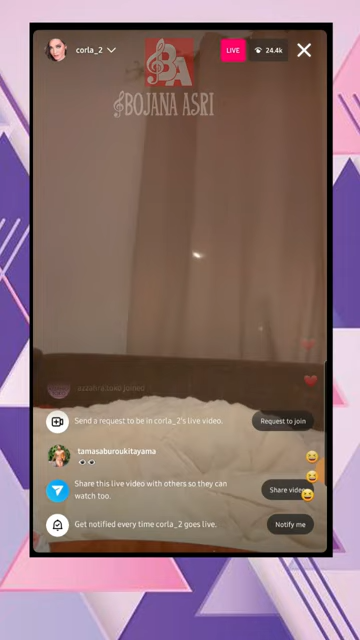 corla_2
LIVE
24.4k
BA
BOJANA ASRI
Send a request to be in corla_2's live video.
Request to join
tamasaburoukitayama
👀
Share this live video with others so they can
watch too.
Share video
Get notified every time corla_2 goes live.
Notify me